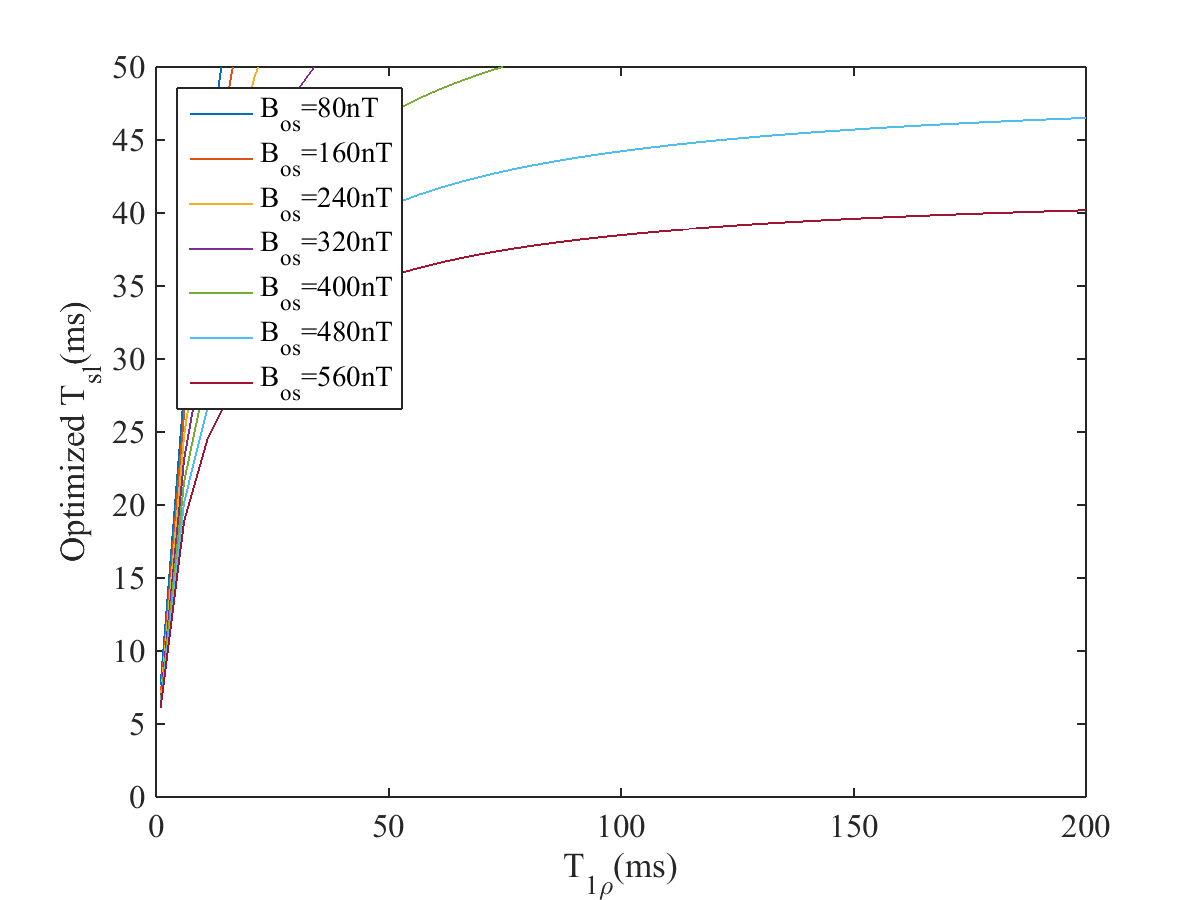 50
45
40
35
30
25
20
15
10
5
0
Optimized T_sl(ms)
B_os=80nT
B_os=160nT
B_os=240nT
B_os=320nT
B_os=400nT
B_os=480nT
B_os=560nT
0 50 100 150 200
T_1ρ(ms)